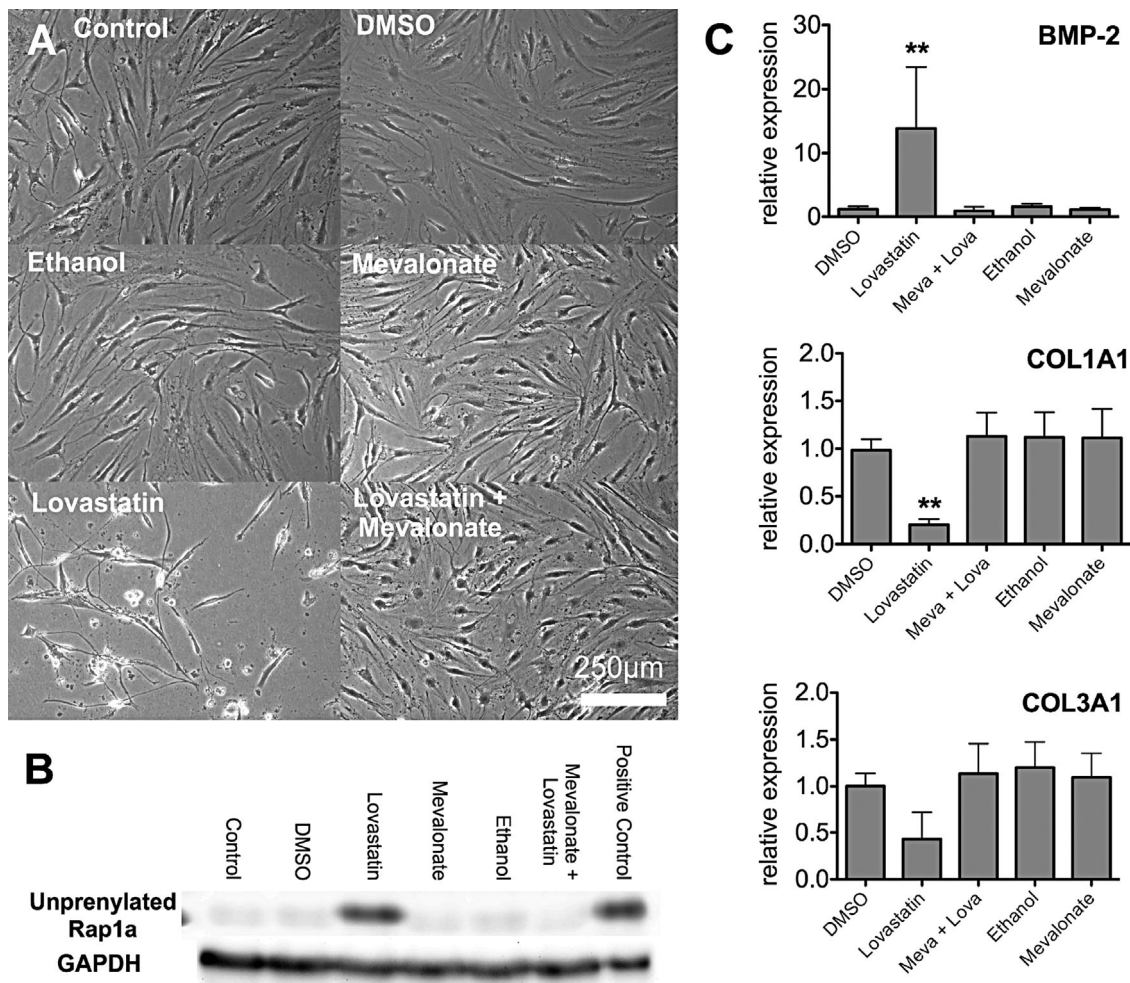 A
Control
DMSO
Ethanol
Mevalonate
Lovastatin
Lovastatin +
Mevalonate
250µm
B
Control
DMSO
Lovastatin
Mevalonate
Ethanol
Mevalonate +
Lovastatin
Positive Control
Unprenylated
Rap1a
GAPDH
C
BMP-2
relative expression
30
20
10
0
**
DMSO
Lovastatin
Meva + Lova
Ethanol
Mevalonate
COL1A1
relative expression
2.0
1.5
1.0
0.5
0.0
**
DMSO
Lovastatin
Meva + Lova
Ethanol
Mevalonate
COL3A1
relative expression
2.0
1.5
1.0
0.5
0.0
DMSO
Lovastatin
Meva + Lova
Ethanol
Mevalonate